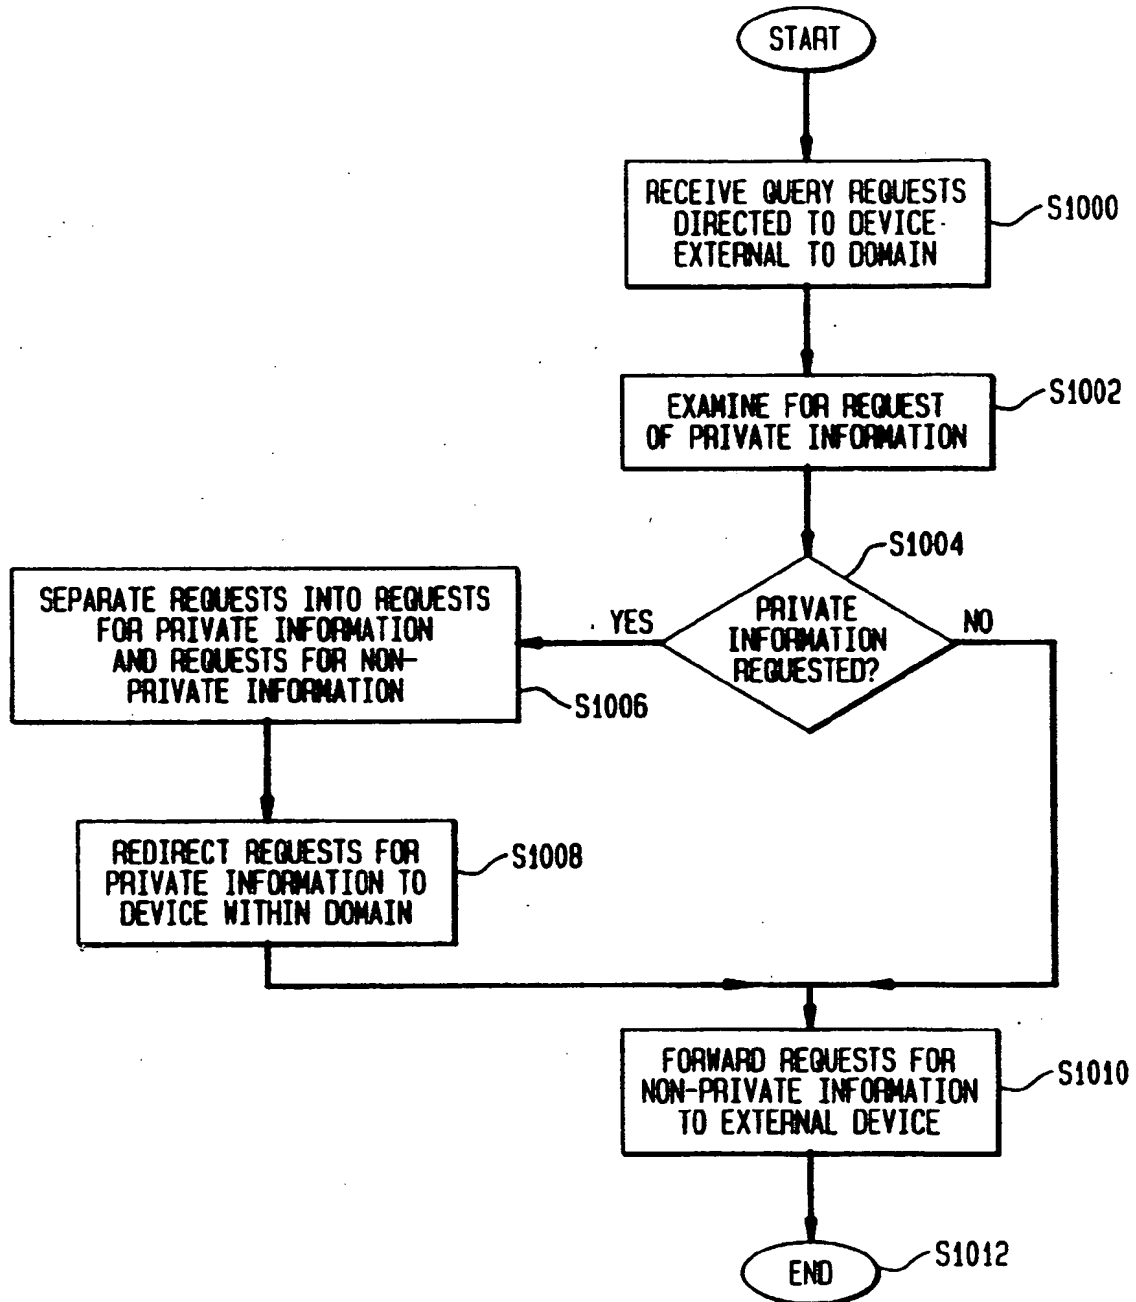 START
RECEIVE QUERY REQUESTS
DIRECTED TO DEVICE
EXTERNAL TO DOMAIN
S1000
EXAMINE FOR REQUEST
OF PRIVATE INFORMATION
S1002
PRIVATE
INFORMATION
REQUESTED?
S1004
YES
NO
SEPARATE REQUESTS INTO REQUESTS
FOR PRIVATE INFORMATION
AND REQUESTS FOR NON-
PRIVATE INFORMATION
S1006
REDIRECT REQUESTS FOR
PRIVATE INFORMATION TO
DEVICE WITHIN DOMAIN
S1008
FORWARD REQUESTS FOR
NON-PRIVATE INFORMATION
TO EXTERNAL DEVICE
S1010
END
S1012